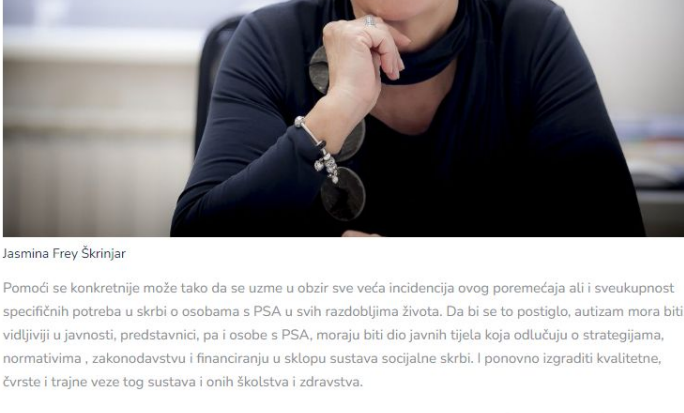 Jasmina Frey Škrinjar
Pomoći se konkretnije može tako da se uzme u obzir sve veća incidencija ovog poremećaja ali i sveukupnost
specifičnih potreba u skrbi o osobama s PSA u svih razdobljima života. Da bi se to postiglo, autizam mora biti
vidljiviji u javnosti, predstavnici, pa i osobe s PSA, moraju biti dio javnih tijela koja odlučuju o strategijama,
normativima , zakonodavstvu i financiranju u sklopu sustava socijalne skrbi. I ponovno izgraditi kvalitetne,
čvrste i trajne veze tog sustava i onih školstva i zdravstva.